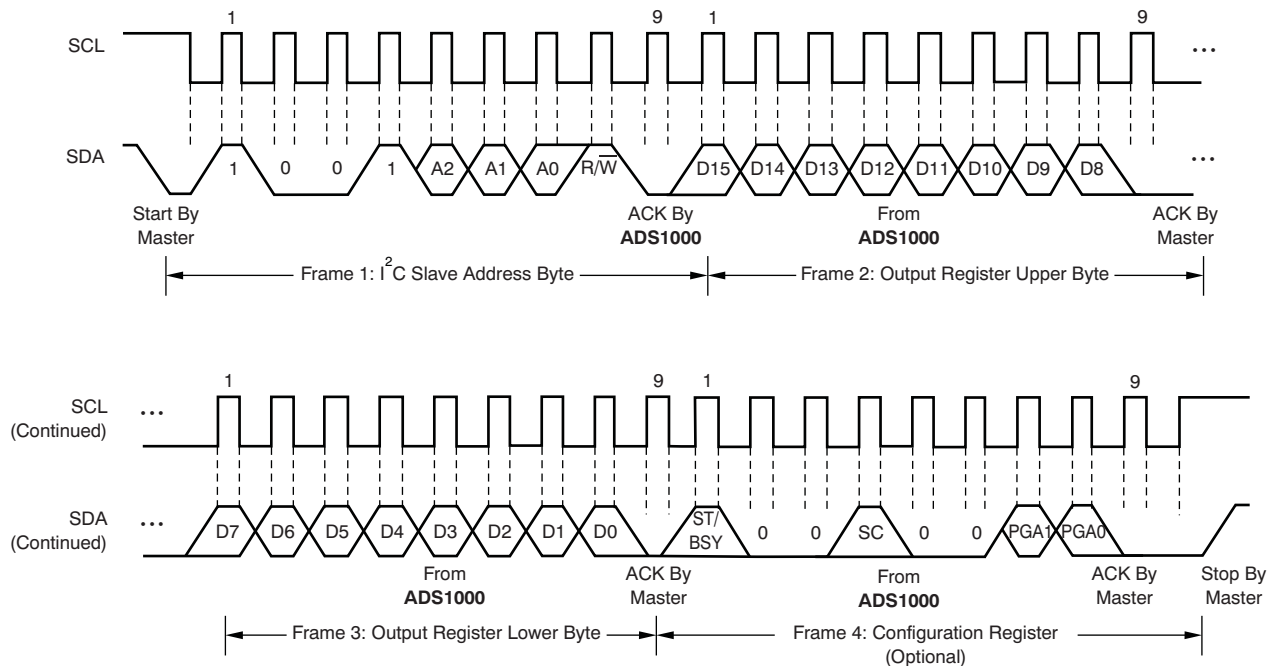 1 9 1 9
SCL ...
SDA 1 0 0 1 A2 A1 A0 R/W̅ D15 D14 D13 D12 D11 D10 D9 D8 ...
Start By Master
ACK By ADS1000
From ADS1000
ACK By Master
Frame 1: I²C Slave Address Byte
Frame 2: Output Register Upper Byte
1 9 1 9
SCL (Continued) ...
SDA (Continued) ... D7 D6 D5 D4 D3 D2 D1 D0 S̅T̅/BSY 0 0 SC 0 0 PGA1 PGA0
From ADS1000
ACK By Master
From ADS1000
ACK By Master
Stop By Master
Frame 3: Output Register Lower Byte
Frame 4: Configuration Register
(Optional)